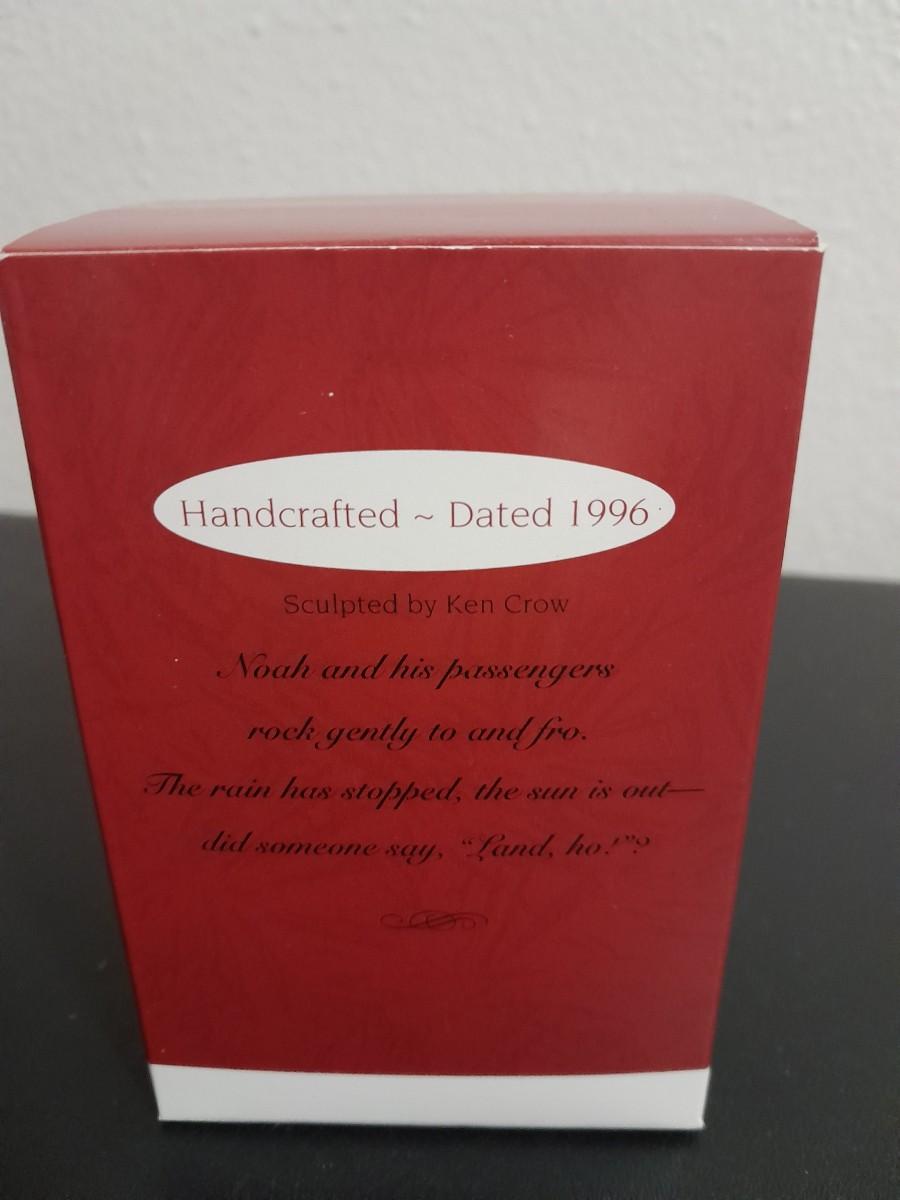 Handcrafted ~ Dated 1996
Sculpted by Ken Crow
Noah and his passengers
rock gently to and fro.
The rain has stopped, the sun is out—
did someone say, “Land, ho!”?